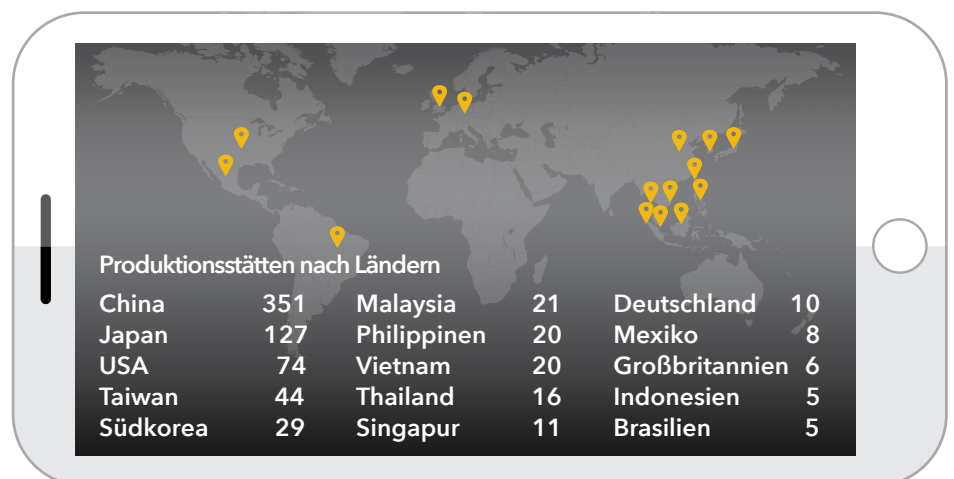 Produktionsstätten nach Ländern
China 351 Malaysia 21 Deutschland 10
Japan 127 Philippinen 20 Mexiko 8
USA 74 Vietnam 20 Großbritannien 6
Taiwan 44 Thailand 16 Indonesien 5
Südkorea 29 Singapur 11 Brasilien 5